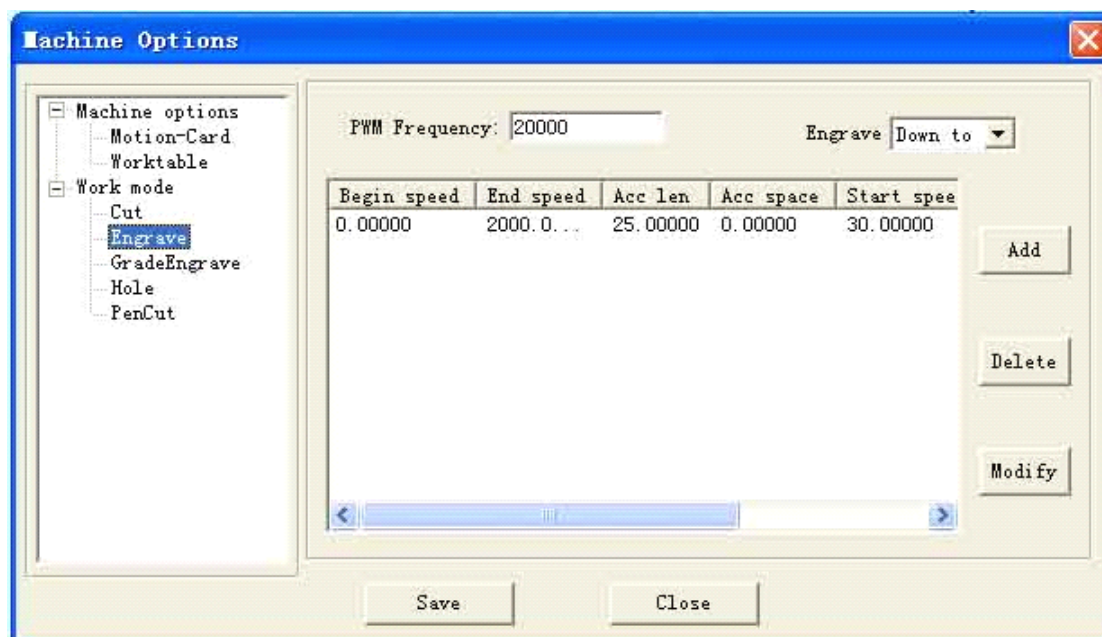 Machine Options
Machine options
Motion-Card
Worktable
Work mode
Cut
Engrave
GradeEngrave
Hole
PenCut
PWM Frequency: 20000
Engrave Down to
Begin speed End speed Acc len Acc space Start spee
0.00000 2000.0... 25.00000 0.00000 30.00000
Add
Delete
Modify
Save Close